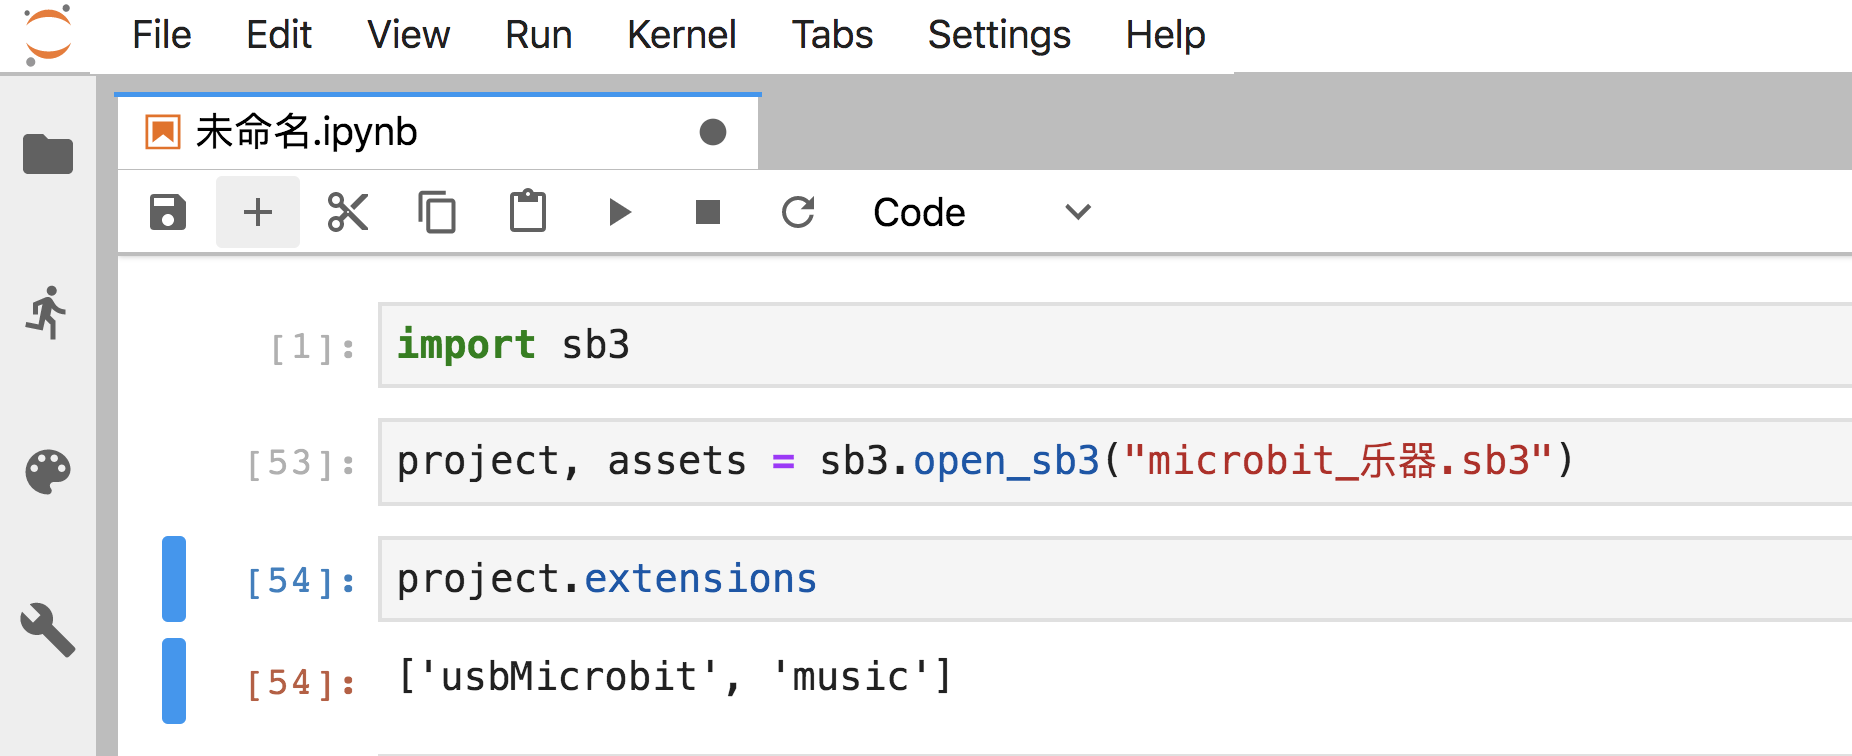 File Edit View Run Kernel Tabs Settings Help
未命名.ipynb
Code
[1]: import sb3
[53]: project, assets = sb3.open_sb3("microbit_乐器.sb3")
[54]: project.extensions
[54]: ['usbMicrobit', 'music']